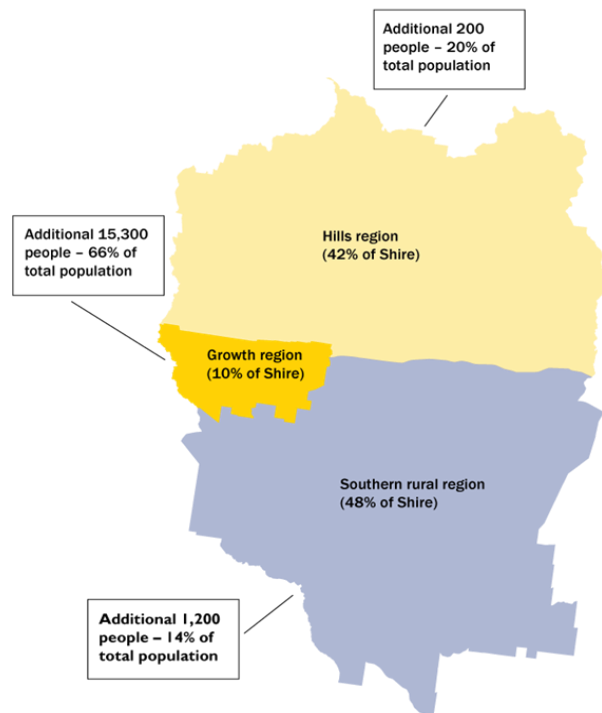 Additional 200
people – 20% of
total population
Hills region
(42% of Shire)
Additional 15,300
people – 66% of
total population
Growth region
(10% of Shire)
Southern rural region
(48% of Shire)
Additional 1,200
people – 14% of
total population